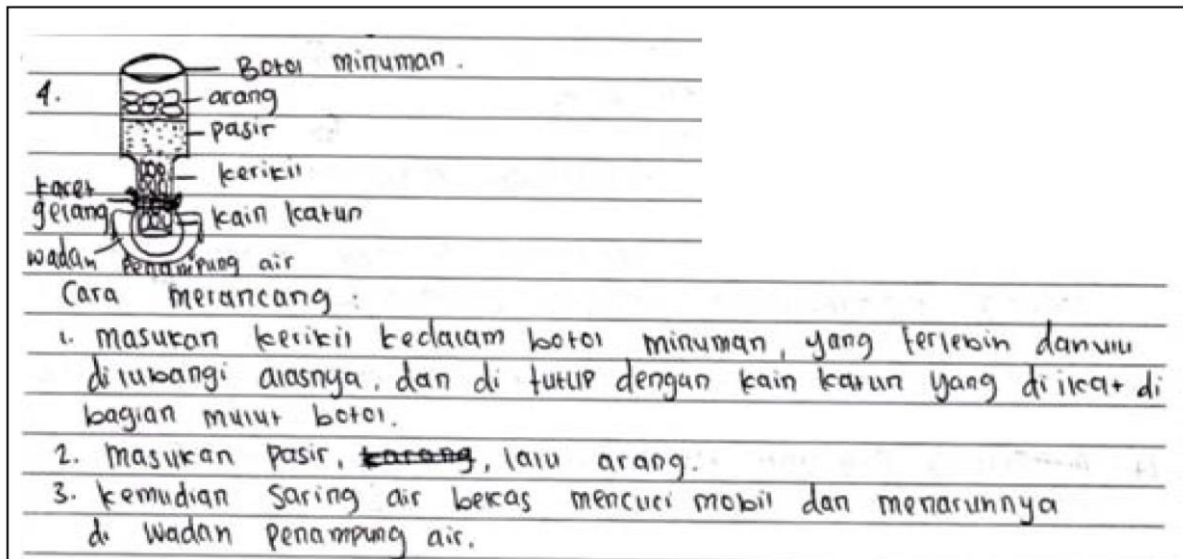 Botol minuman.
4.
arang
pasir
kerikil
karet
gelang
kain katun
wadah penampung air
Cara merancang :
1. masukan kerikil kedalam botol minuman, yang terlebih dahulu
di lubangi alasnya. dan di tutup dengan kain katun yang di ikat di
bagian mulut botol.
2. masukan pasir, karang, lalu arang.
3. kemudian saring air bekas mencuci mobil dan menaruhnya
di wadah penampung air.